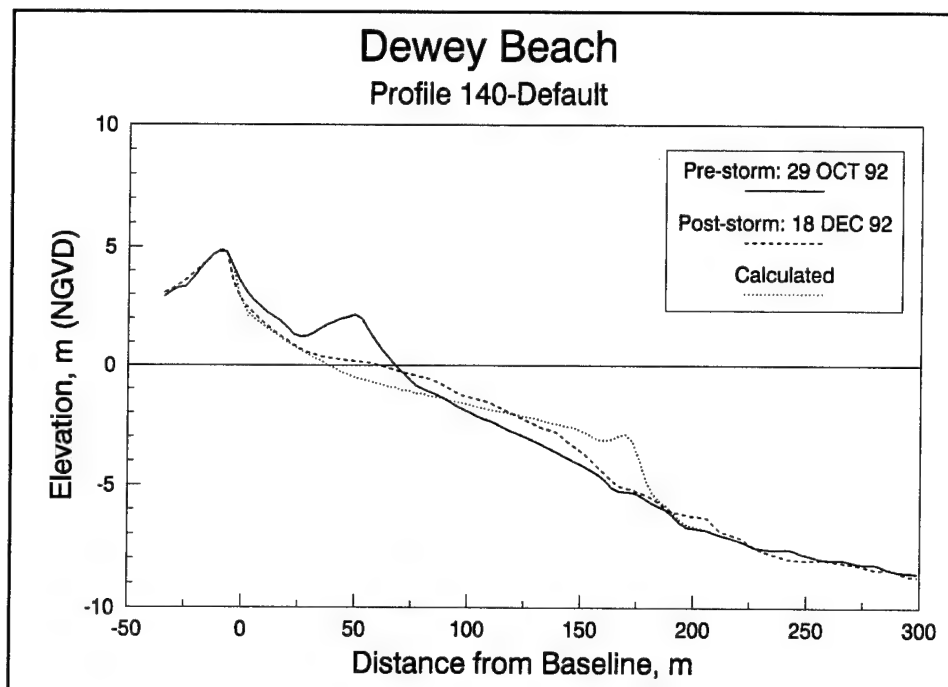 Dewey Beach
Profile 140-Default
10
5
0
-5
-10
Elevation, m (NGVD)
Pre-storm: 29 OCT 92
Post-storm: 18 DEC 92
Calculated
-50 0 50 100 150 200 250 300
Distance from Baseline, m